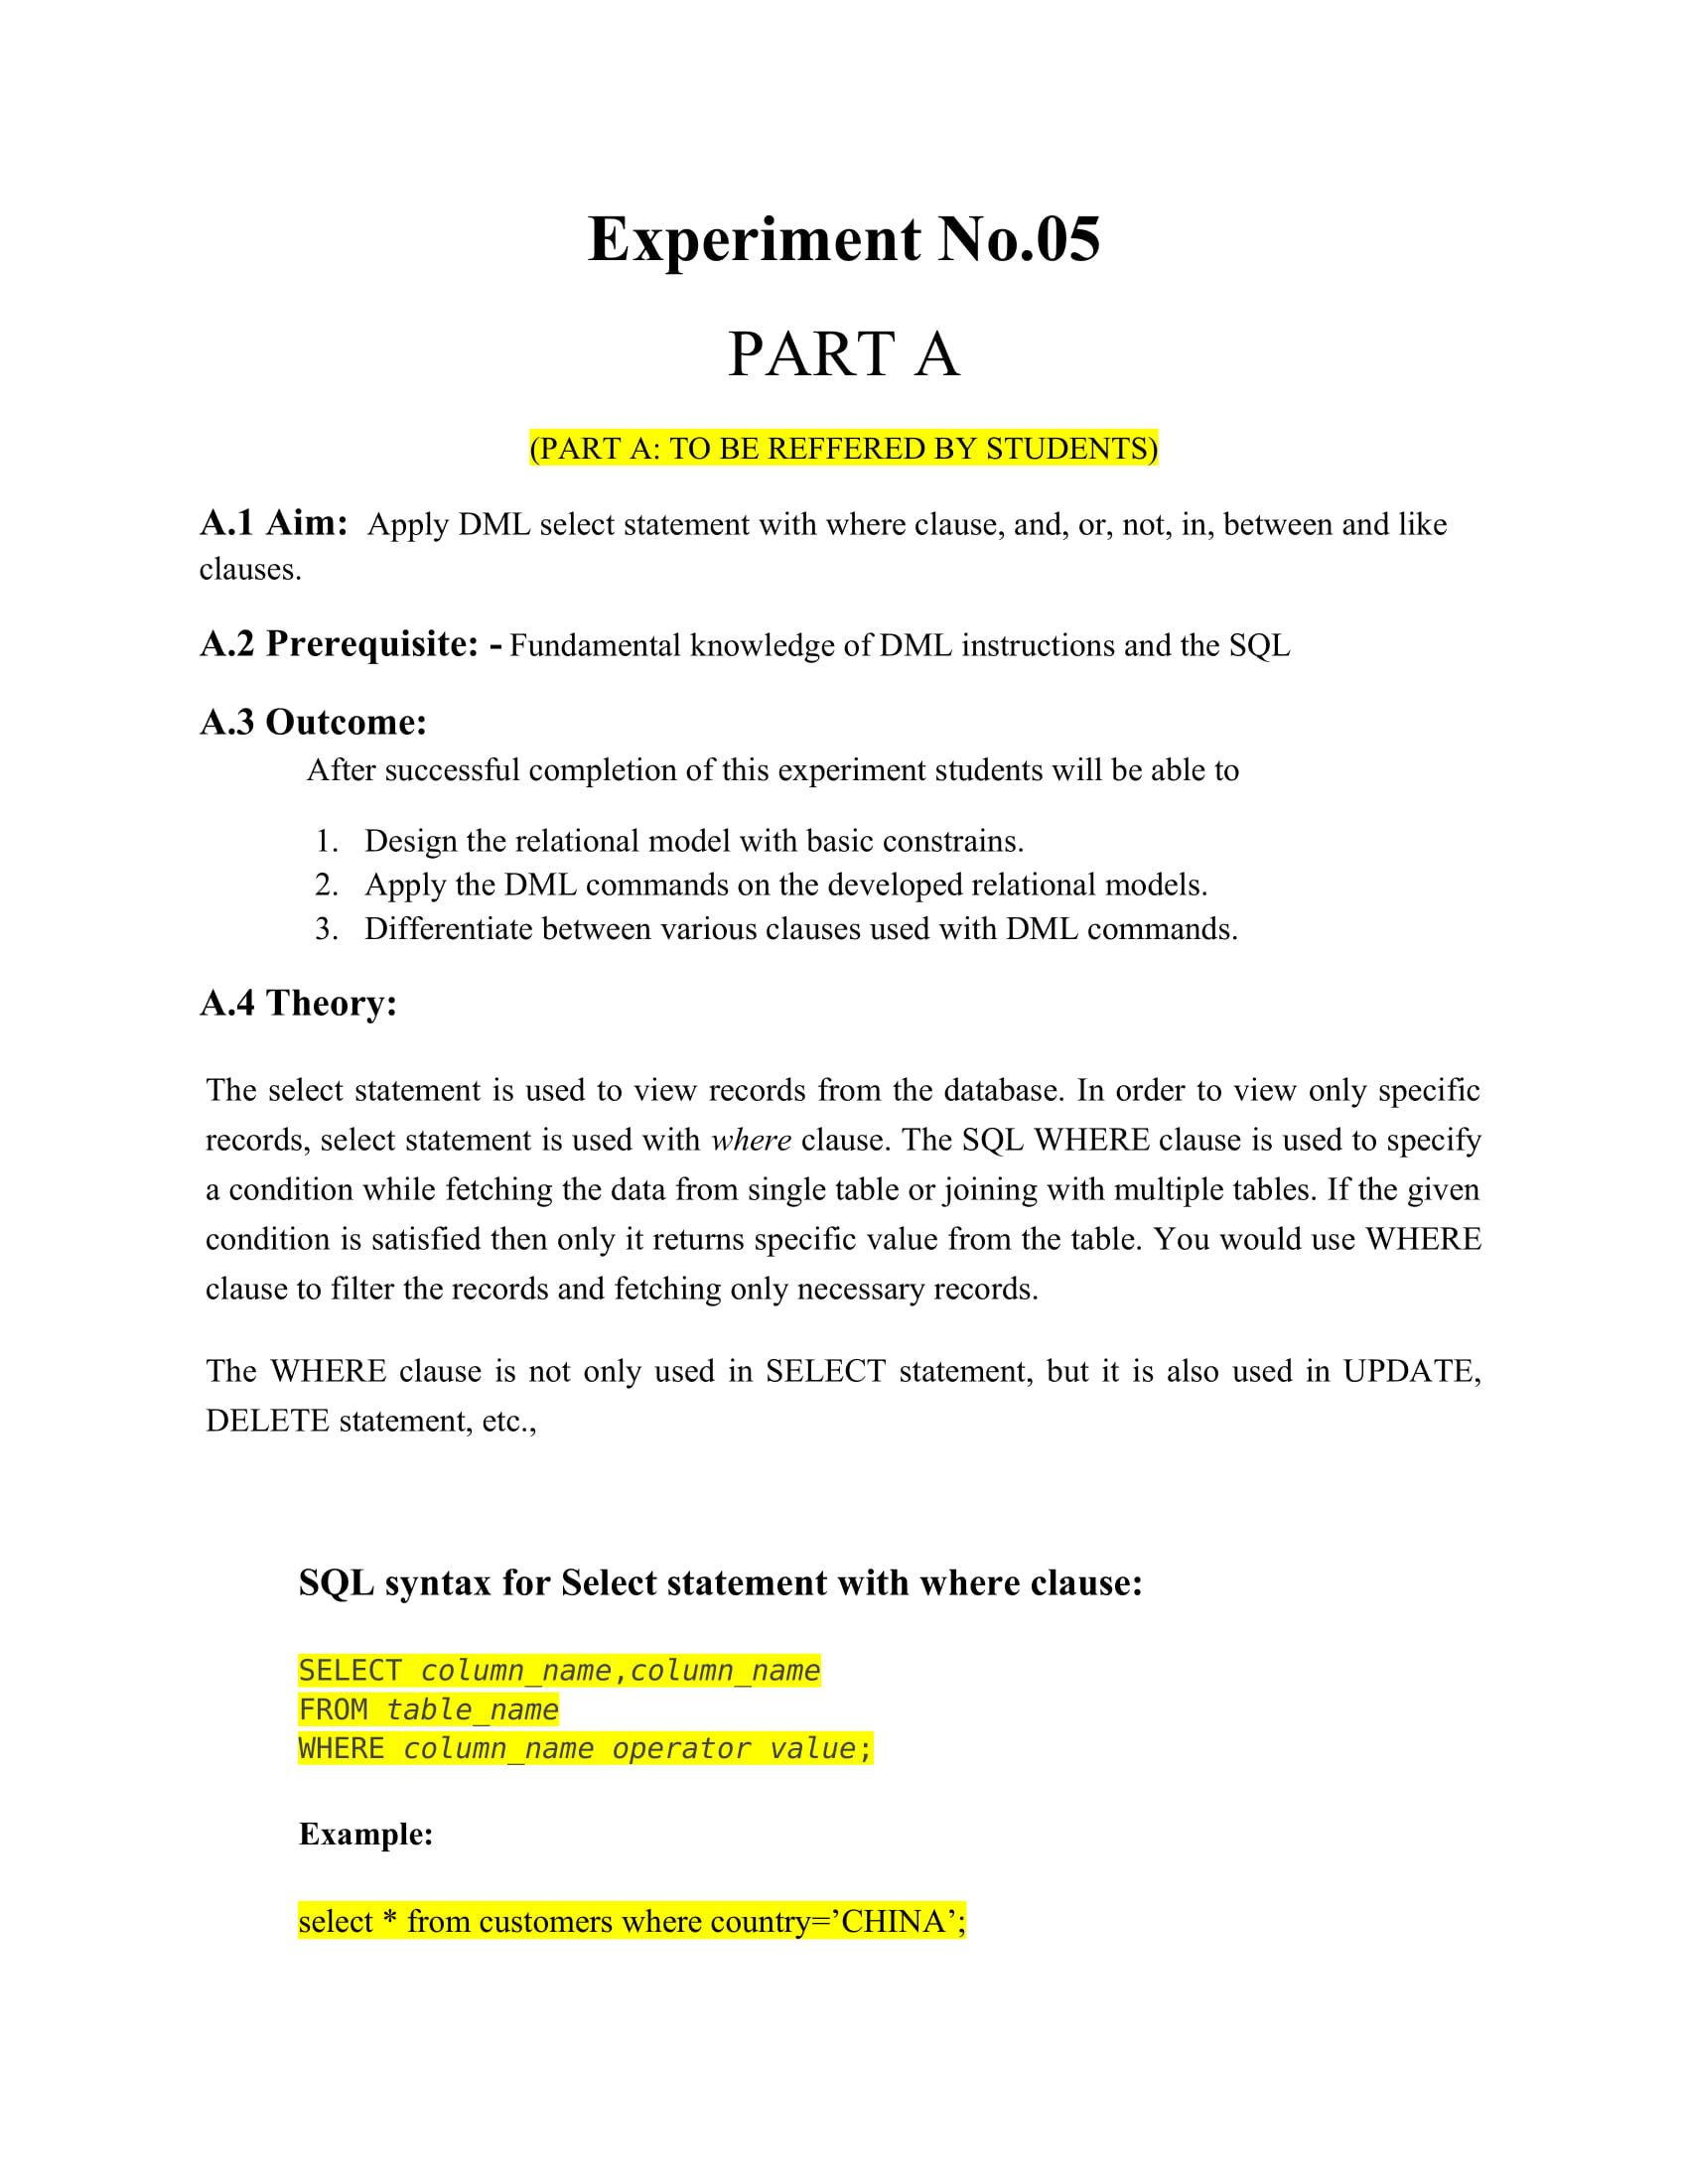 Experiment No.05
PART A
(PART A: TO BE REFFERED BY STUDENTS)
A.1 Aim: Apply DML select statement with where clause, and, or, not, in, between and like
clauses.
A.2 Prerequisite: - Fundamental knowledge of DML instructions and the SQL
A.3 Outcome:
After successful completion of this experiment students will be able to
1. Design the relational model with basic constrains.
2. Apply the DML commands on the developed relational models.
3. Differentiate between various clauses used with DML commands.
A.4 Theory:
The select statement is used to view records from the database. In order to view only specific
records, select statement is used with where clause. The SQL WHERE clause is used to specify
a condition while fetching the data from single table or joining with multiple tables. If the given
condition is satisfied then only it returns specific value from the table. You would use WHERE
clause to filter the records and fetching only necessary records.
The WHERE clause is not only used in SELECT statement, but it is also used in UPDATE,
DELETE statement, etc.,
SQL syntax for Select statement with where clause:
SELECT column_name,column_name
FROM table_name
WHERE column_name operator value;
Example:
select * from customers where country=’CHINA’;